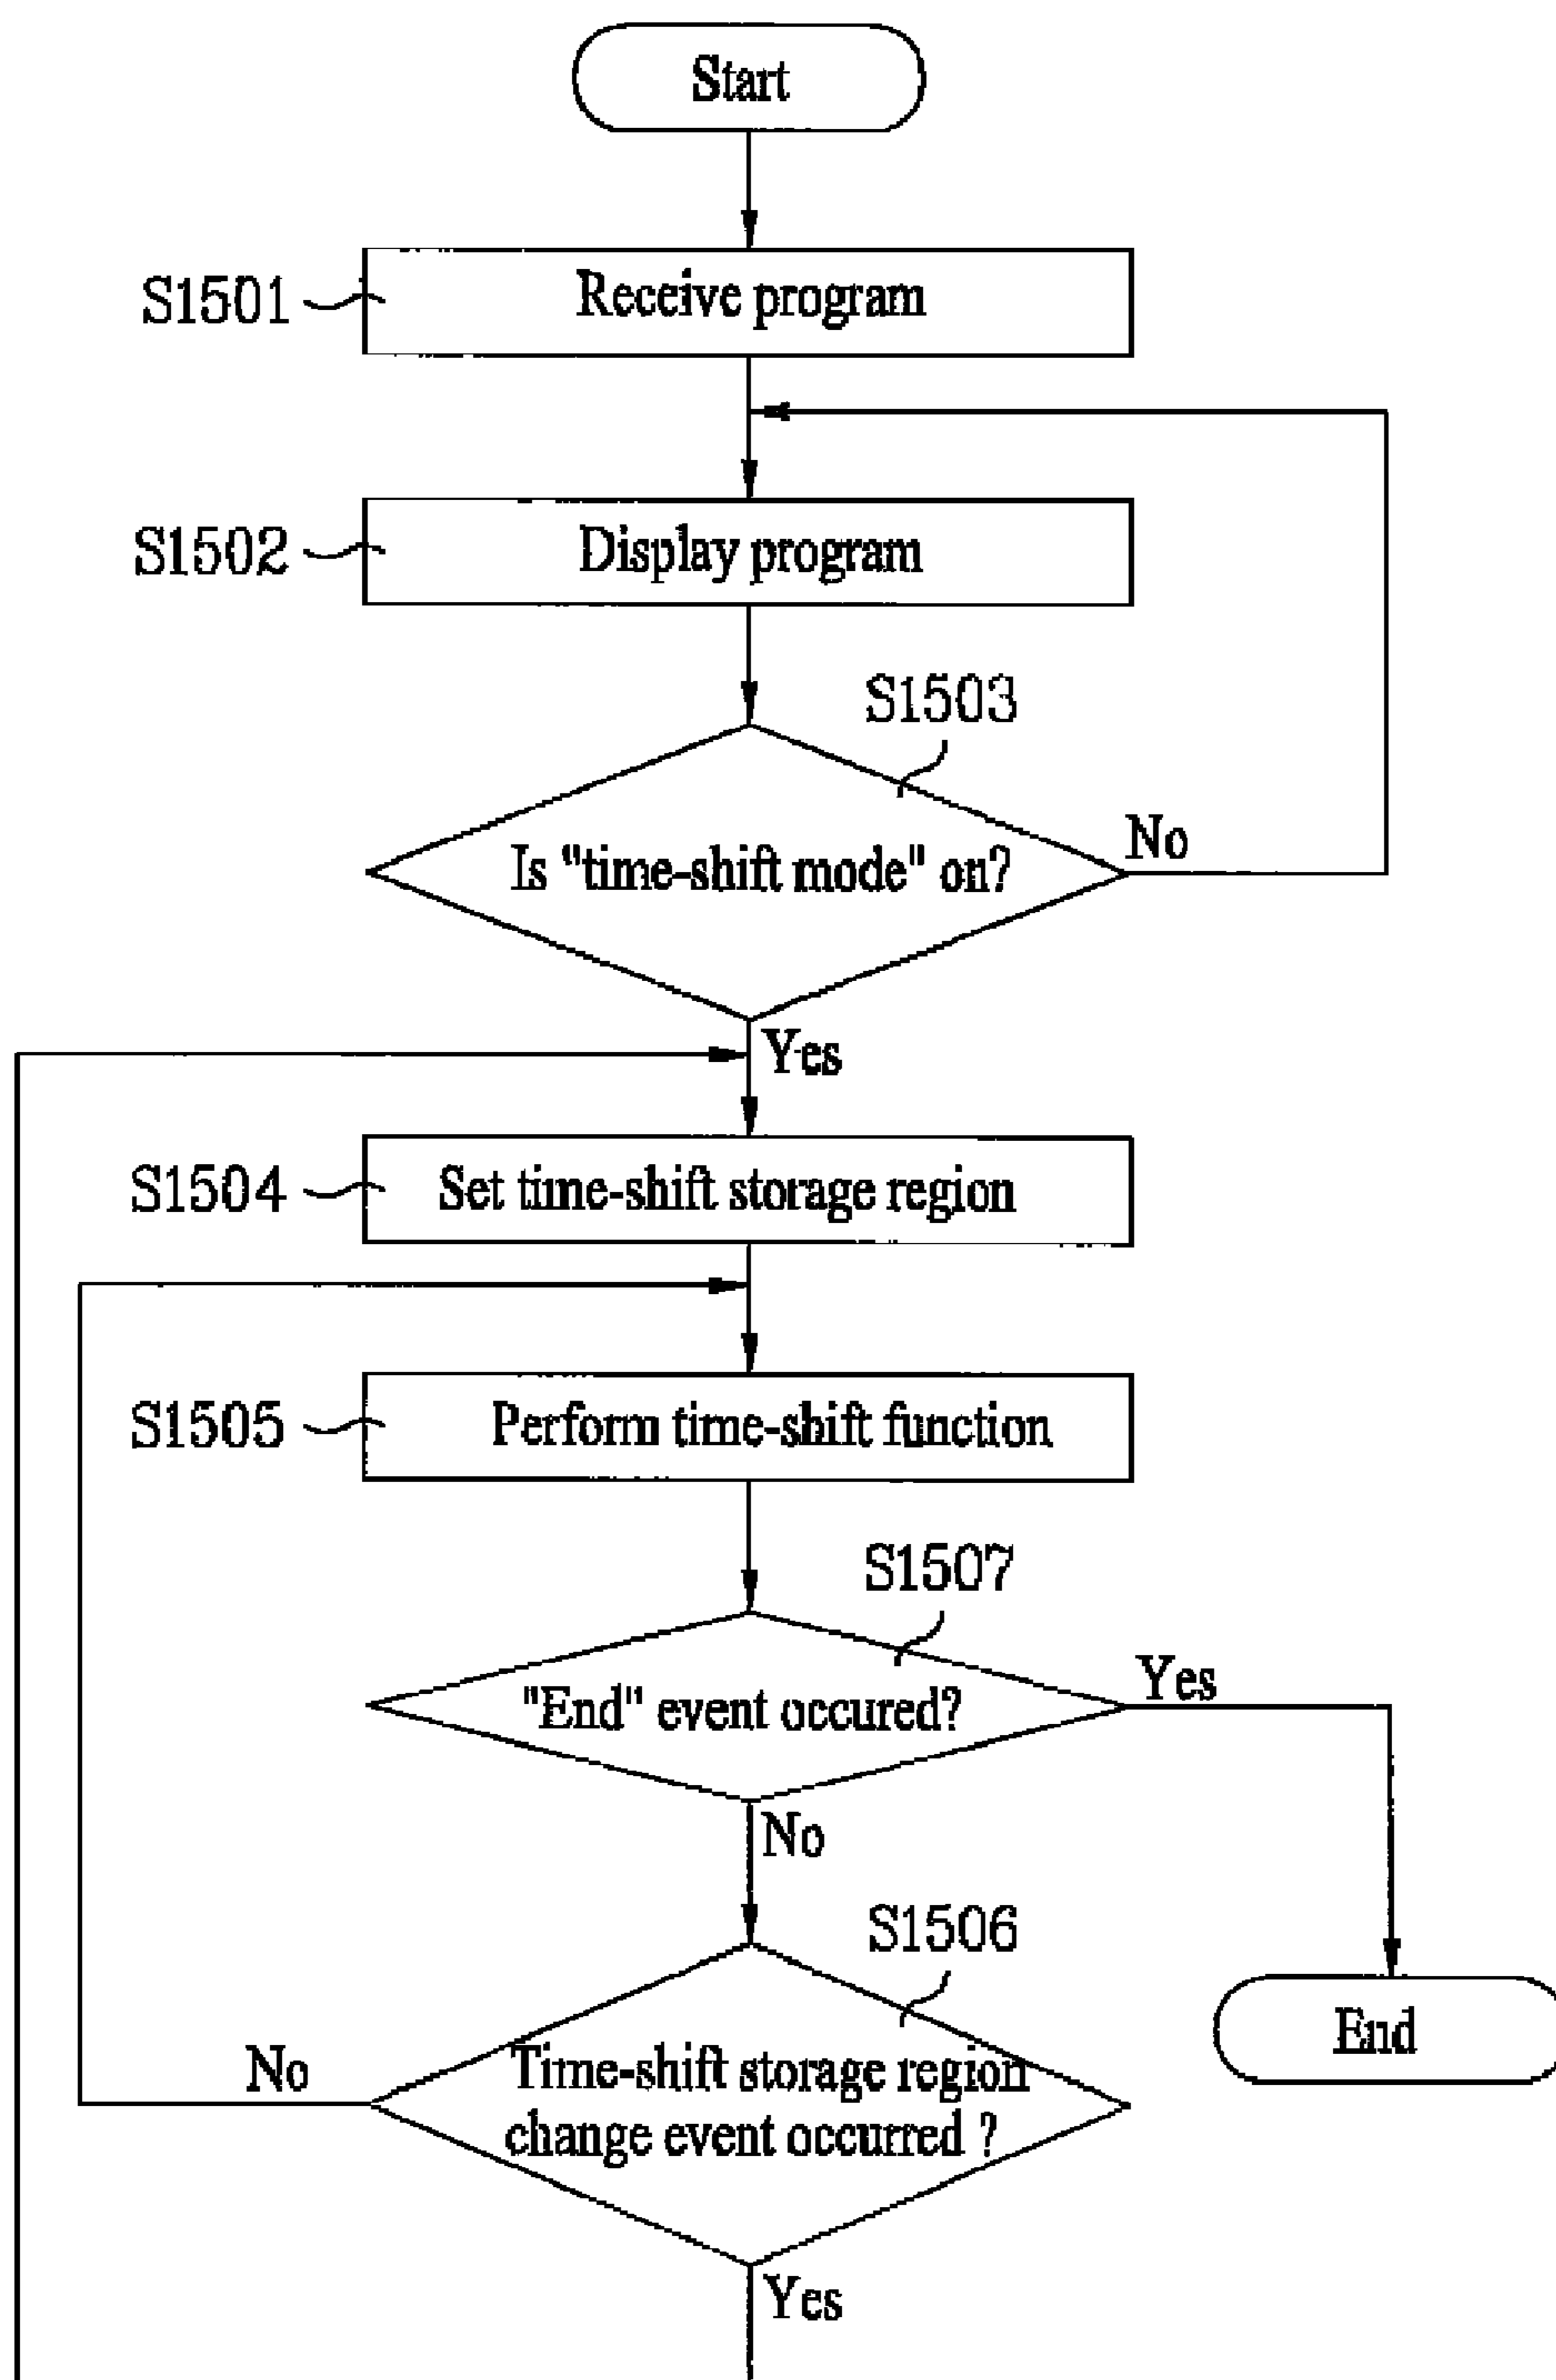 Start
S1501
Receive program
S1502
Display program
S1503
Is "time-shift mode" on?
No
Yes
S1504
Set time-shift storage region
S1505
Perform time-shift function
S1507
"End" event occured?
Yes
No
S1506
End
No
Time-shift storage region
change event occurred ?
Yes